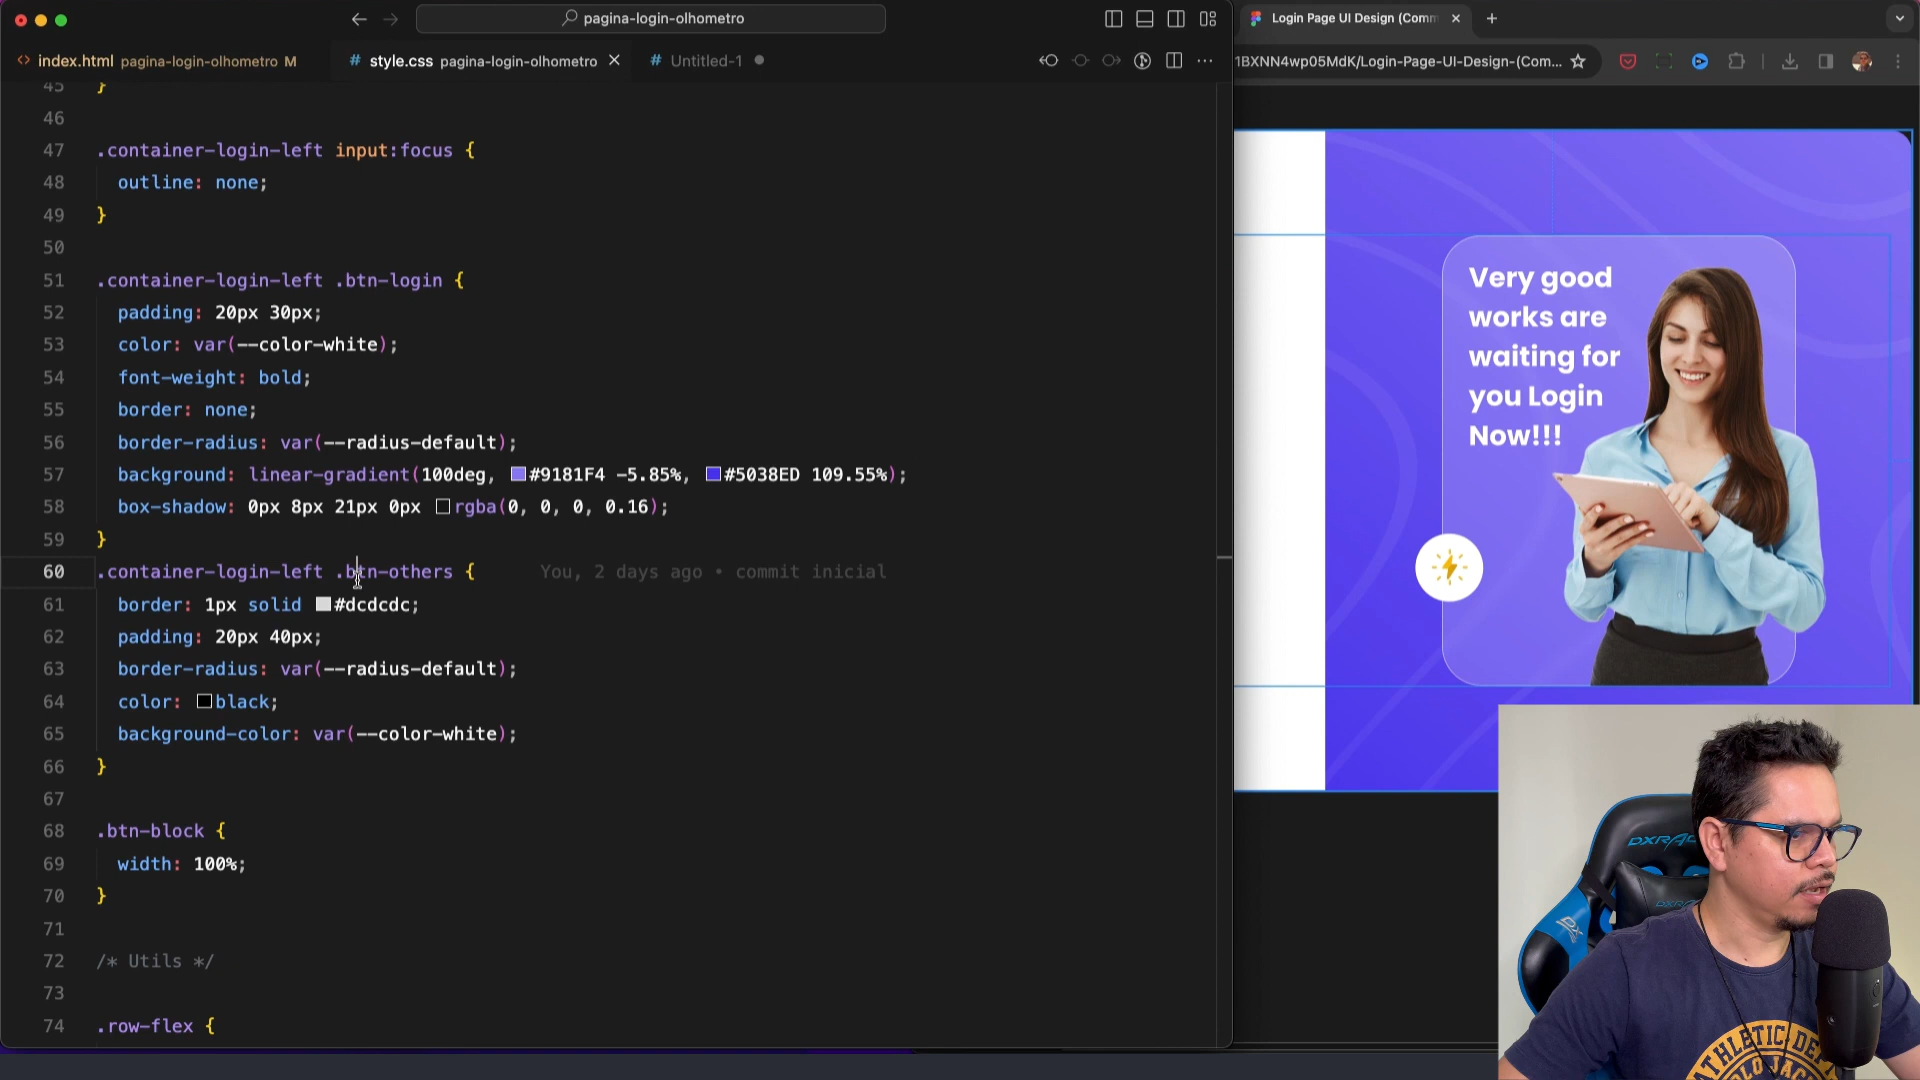 pagina-login-olhometro
index.html pagina-login-olhometro M
# style.css pagina-login-olhometro
# Untitled-1
45 }
46
47 .container-login-left input:focus {
48 outline: none;
49 }
50
51 .container-login-left .btn-login {
52 padding: 20px 30px;
53 color: var(--color-white);
54 font-weight: bold;
55 border: none;
56 border-radius: var(--radius-default);
57 background: linear-gradient(100deg, #9181F4 -5.85%, #5038ED 109.55%);
58 box-shadow: 0px 8px 21px 0px rgba(0, 0, 0, 0.16);
59 }
60 .container-login-left .btn-others { You, 2 days ago • commit inicial
61 border: 1px solid #dcdcdc;
62 padding: 20px 40px;
63 border-radius: var(--radius-default);
64 color: black;
65 background-color: var(--color-white);
66 }
67
68 .btn-block {
69 width: 100%;
70 }
71
72 /* Utils */
73
74 .row-flex {
Login Page UI Design (Comm
1BXNN4wp05MdK/Login-Page-UI-Design-(Com...
Very good
works are
waiting for
you Login
Now!!!
DXRAC
DXR
ATHLETIC DE